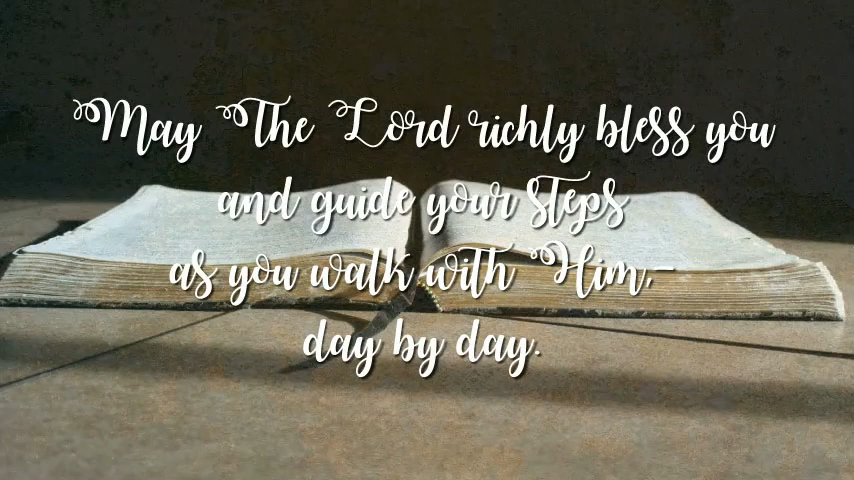 May The Lord richly bless you
and guide your steps
as you walk with Him,-
day by day.